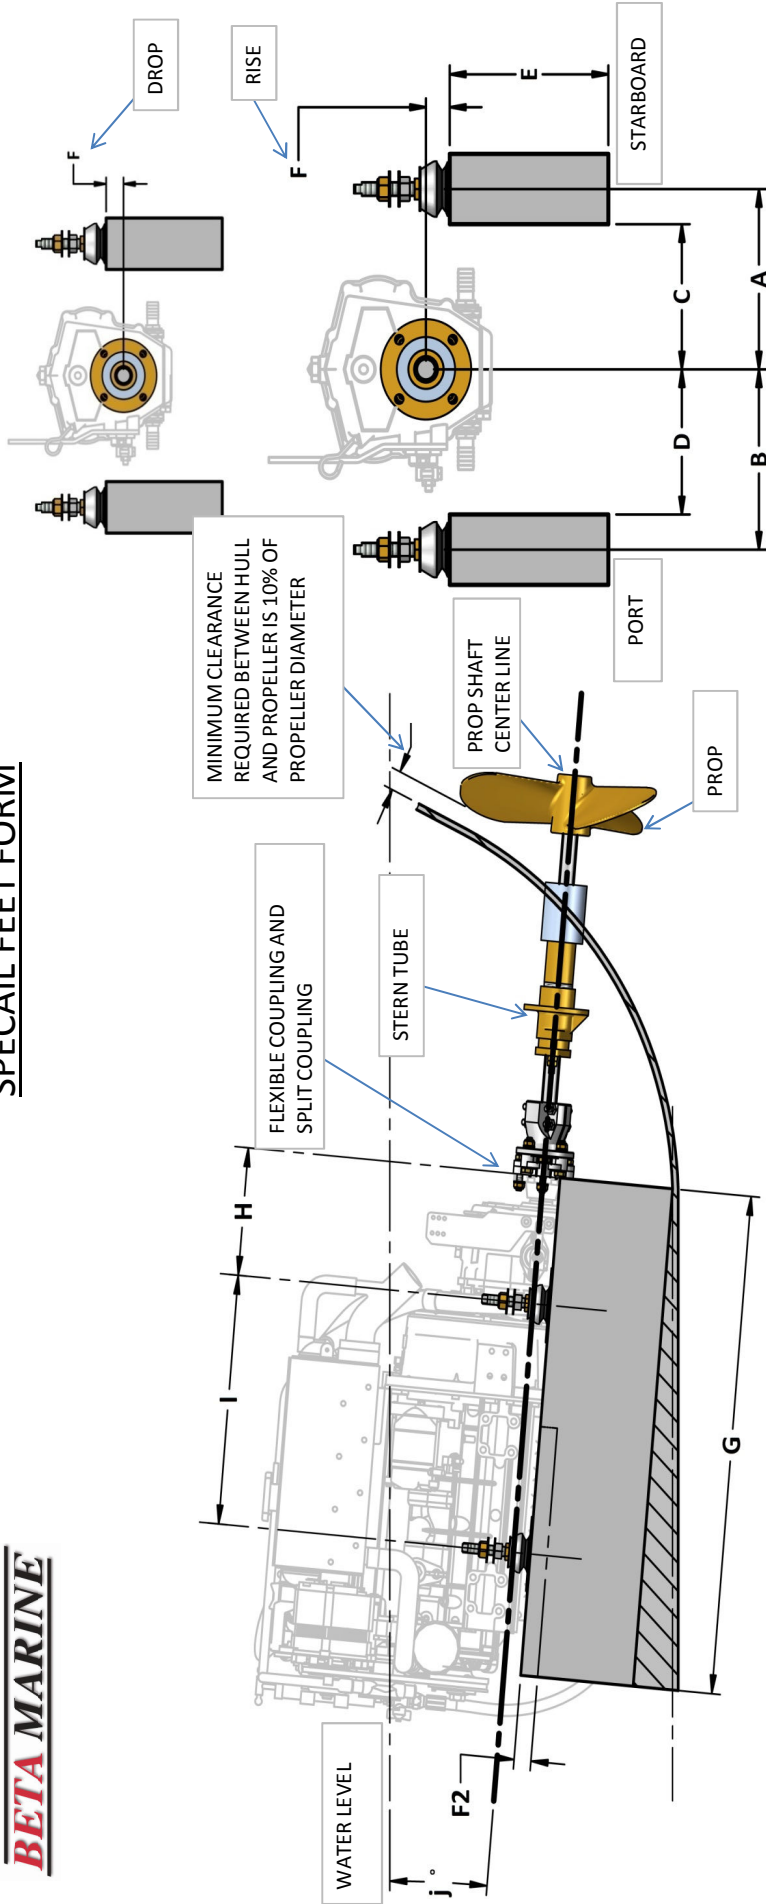 BETA MARINE
SPECAIL FEET FORM
WATER LEVEL
j°
F2
G
I
H
FLEXIBLE COUPLING AND
SPLIT COUPLING
STERN TUBE
MINIMUM CLEARANCE
REQUIRED BETWEEN HULL
AND PROPELLER IS 10% OF
PROPELLER DIAMETER
PROP SHAFT
CENTER LINE
PROP
DROP
F
RISE
F
E
STARBOARD
PORT
D
C
B
A